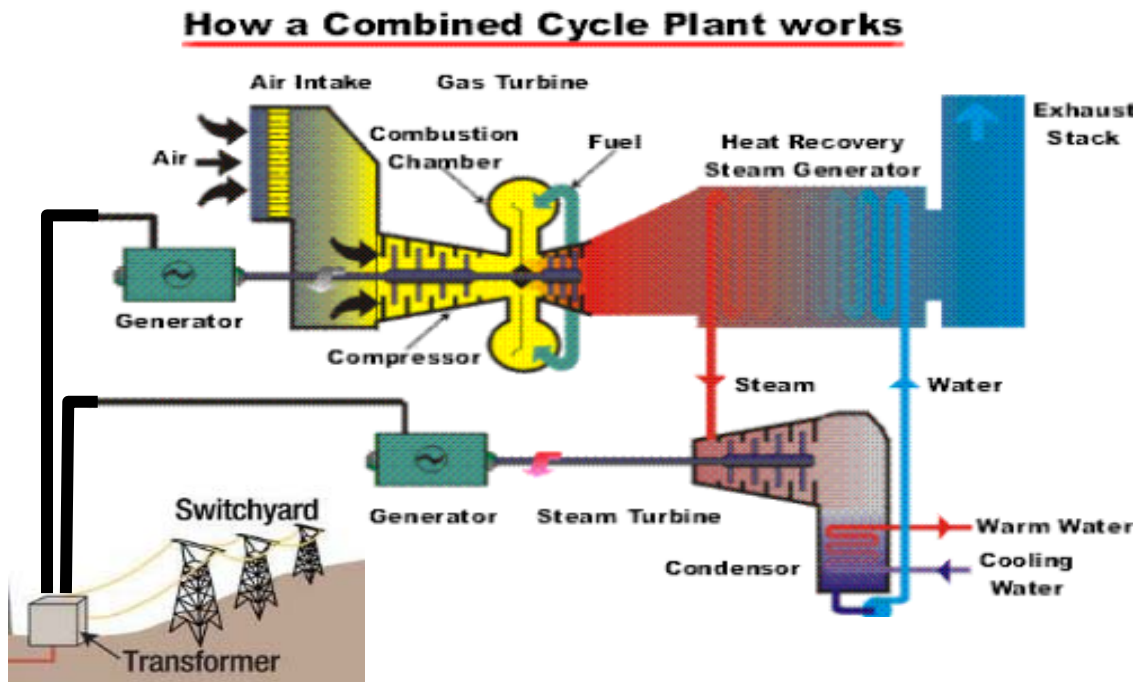 How a Combined Cycle Plant works
Air Intake
Gas Turbine
Exhaust
Stack
Combustion
Chamber
Fuel
Heat Recovery
Steam Generator
Air
Generator
Compressor
Steam
Water
Generator
Steam Turbine
Switchyard
Warm Water
Condensor
Cooling
Water
Transformer